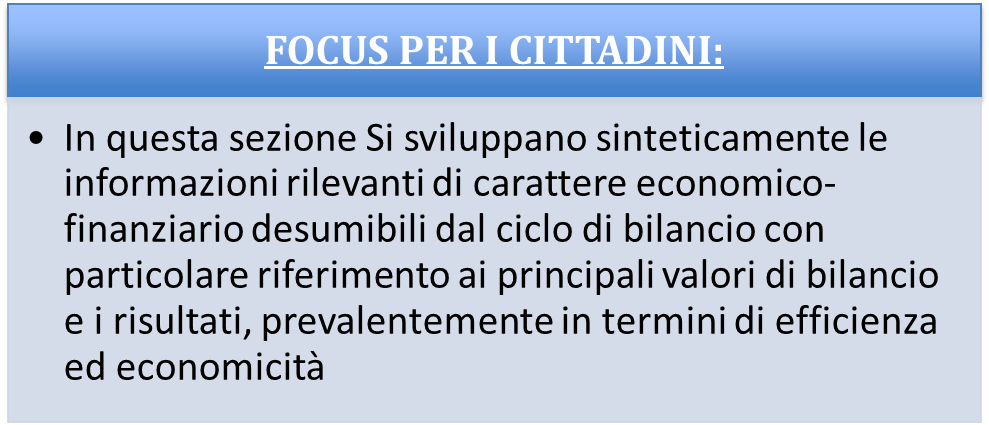 FOCUS PER I CITTADINI:
• In questa sezione Si sviluppano sinteticamente le
informazioni rilevanti di carattere economico-
finanziario desumibili dal ciclo di bilancio con
particolare riferimento ai principali valori di bilancio
e i risultati, prevalentemente in termini di efficienza
ed economicità